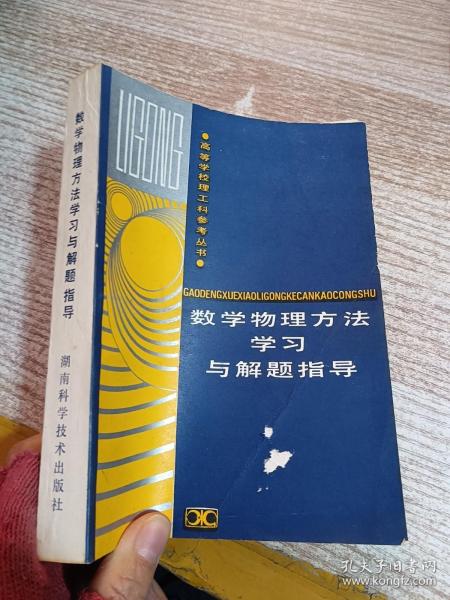 数学物理方法学习与解题指导
湖南科学技术出版社
LIGONG
●高等学校理工科参考丛书●
GAODENGXUEXIAOLIGONGKECANKAOCONGSHU
数学物理方法
学习
与解题指导
孔夫子旧书网
kongfz.com